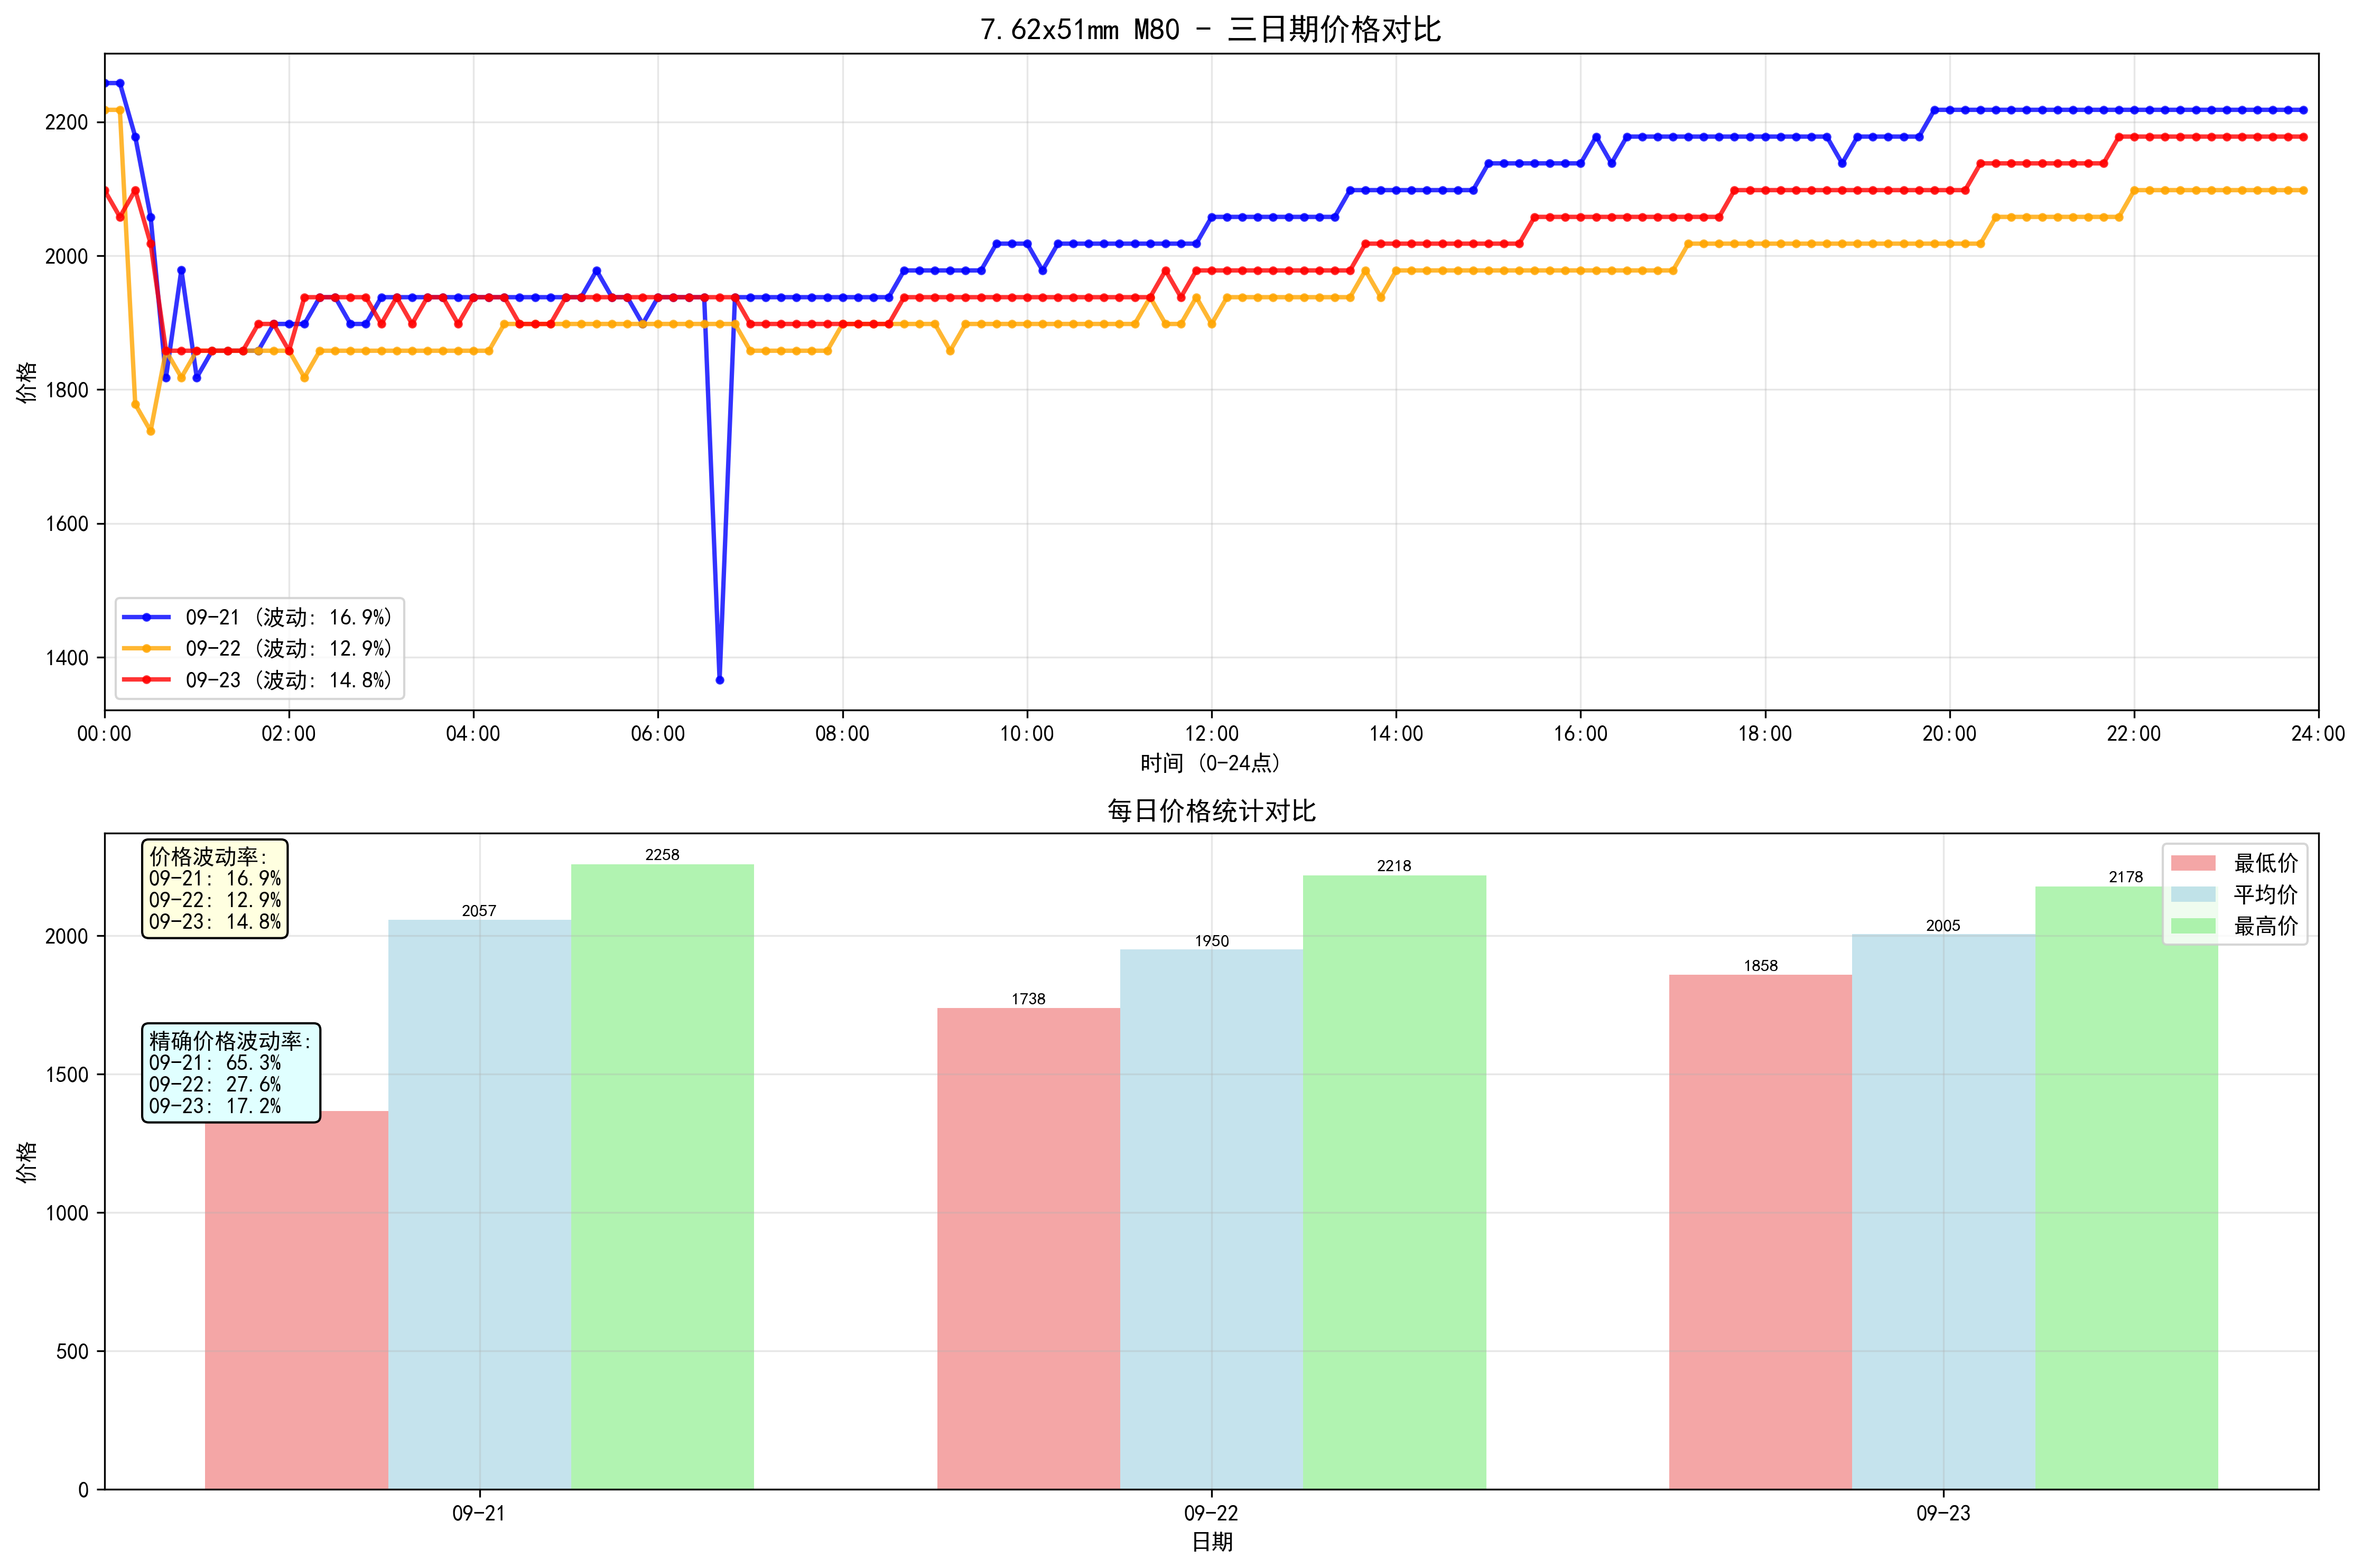 7.62x51mm M80 - 三日期价格对比
价格
2200
2000
1800
1600
1400
09-21 (波动: 16.9%)
09-22 (波动: 12.9%)
09-23 (波动: 14.8%)
00:00 02:00 04:00 06:00 08:00 10:00 12:00 14:00 16:00 18:00 20:00 22:00 24:00
时间 (0-24点)
每日价格统计对比
价格
2000
1500
1000
500
0
价格波动率:
09-21: 16.9%
09-22: 12.9%
09-23: 14.8%
精确价格波动率:
09-21: 65.3%
09-22: 27.6%
09-23: 17.2%
2057
2258
1738
1950
2218
1858
2005
2178
最低价
平均价
最高价
09-21 09-22 09-23
日期